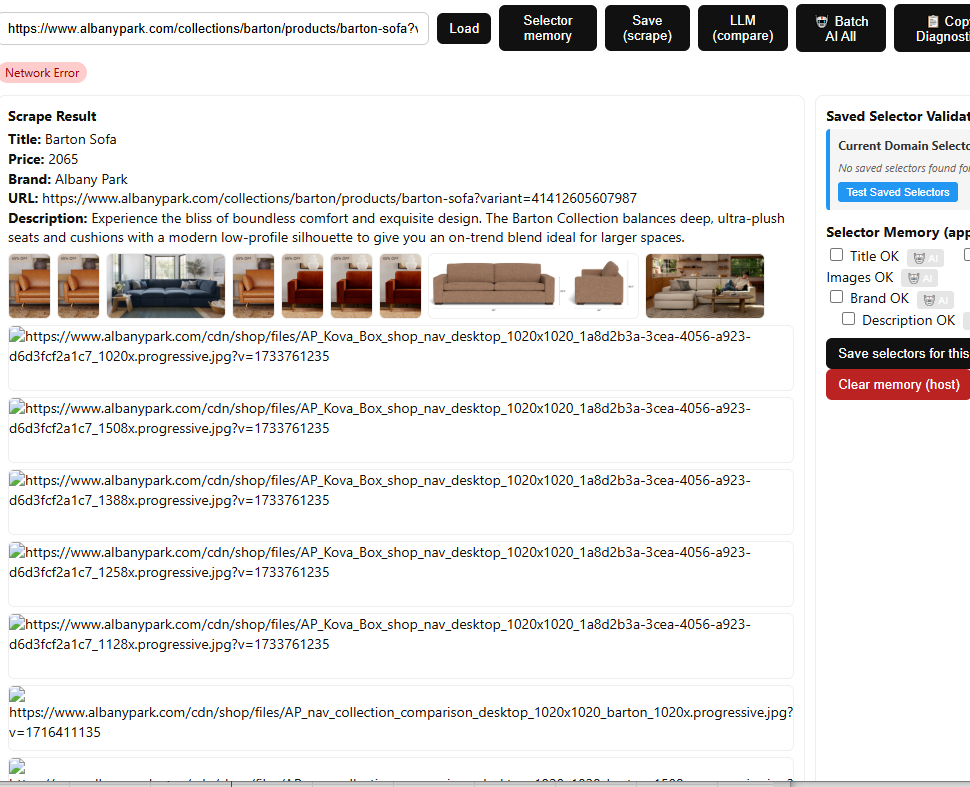 https://www.albanypark.com/collections/barton/products/barton-sofa?v
Load
Selector
memory
Save
(scrape)
LLM
(compare)
Batch
AI All
Copy
Diagnosti
Network Error
Scrape Result
Title: Barton Sofa
Price: 2065
Brand: Albany Park
URL: https://www.albanypark.com/collections/barton/products/barton-sofa?variant=41412605607987
Description: Experience the bliss of boundless comfort and exquisite design. The Barton Collection balances deep, ultra-plush
seats and cushions with a modern low-profile silhouette to give you an on-trend blend ideal for larger spaces.
https://www.albanypark.com/cdn/shop/files/AP_Kova_Box_shop_nav_desktop_1020x1020_1a8d2b3a-3cea-4056-a923-
d6d3fcf2a1c7_1020x.progressive.jpg?v=1733761235
https://www.albanypark.com/cdn/shop/files/AP_Kova_Box_shop_nav_desktop_1020x1020_1a8d2b3a-3cea-4056-a923-
d6d3fcf2a1c7_1508x.progressive.jpg?v=1733761235
https://www.albanypark.com/cdn/shop/files/AP_Kova_Box_shop_nav_desktop_1020x1020_1a8d2b3a-3cea-4056-a923-
d6d3fcf2a1c7_1388x.progressive.jpg?v=1733761235
https://www.albanypark.com/cdn/shop/files/AP_Kova_Box_shop_nav_desktop_1020x1020_1a8d2b3a-3cea-4056-a923-
d6d3fcf2a1c7_1258x.progressive.jpg?v=1733761235
https://www.albanypark.com/cdn/shop/files/AP_Kova_Box_shop_nav_desktop_1020x1020_1a8d2b3a-3cea-4056-a923-
d6d3fcf2a1c7_1128x.progressive.jpg?v=1733761235
https://www.albanypark.com/cdn/shop/files/AP_nav_collection_comparison_desktop_1020x1020_barton_1020x.progressive.jpg?
v=1716411135
Saved Selector Validat
Current Domain Selecto
No saved selectors found for
Test Saved Selectors
Selector Memory (app
Title OK
AI
Images OK
AI
Brand OK
AI
Description OK
Save selectors for this
Clear memory (host)